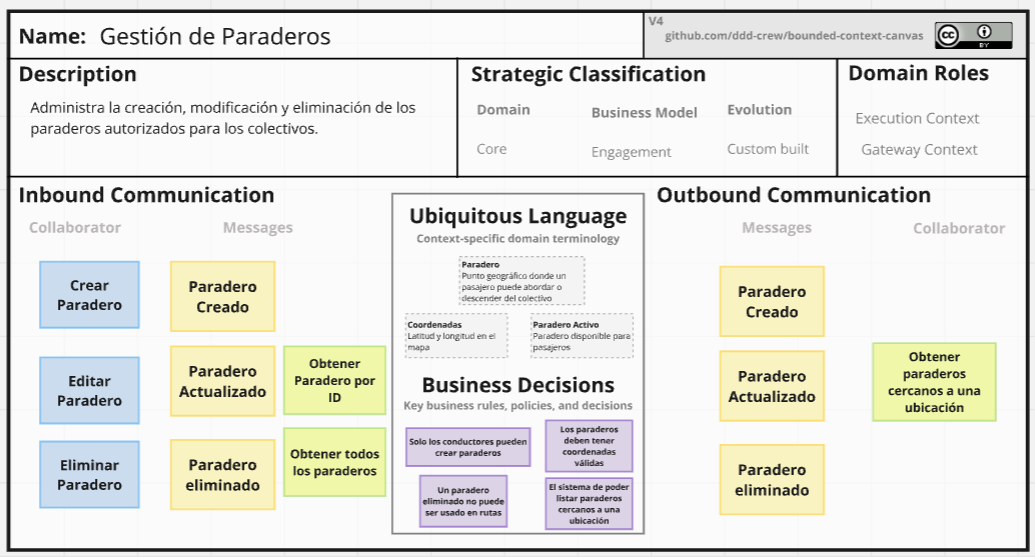 Name: Gestión de Paraderos
V4
github.com/ddd-crew/bounded-context-canvas
CC
BY
Description
Administra la creación, modificación y eliminación de los
paraderos autorizados para los colectivos.
Strategic Classification
Domain
Business Model
Evolution
Core
Engagement
Custom built
Domain Roles
Execution Context
Gateway Context
Inbound Communication
Collaborator
Messages
Crear
Paradero
Paradero
Creado
Editar
Paradero
Paradero
Actualizado
Obtener
Paradero por
ID
Eliminar
Paradero
Paradero
eliminado
Obtener todos
los paraderos
Ubiquitous Language
Context-specific domain terminology
Paradero
Punto geográfico donde un
pasajero puede abordar o
descender del colectivo
Coordenadas
Latitud y longitud en el
mapa
Paradero Activo
Paradero disponible para
pasajeros
Business Decisions
Key business rules, policies, and decisions
Solo los conductores pueden
crear paraderos
Los paraderos
deben tener
coordenadas
válidas
Un paradero
eliminado no puede
ser usado en rutas
El sistema de poder
listar paraderos
cercanos a una
ubicación
Outbound Communication
Messages
Collaborator
Paradero
Creado
Paradero
Actualizado
Obtener
paraderos
cercanos a una
ubicación
Paradero
eliminado